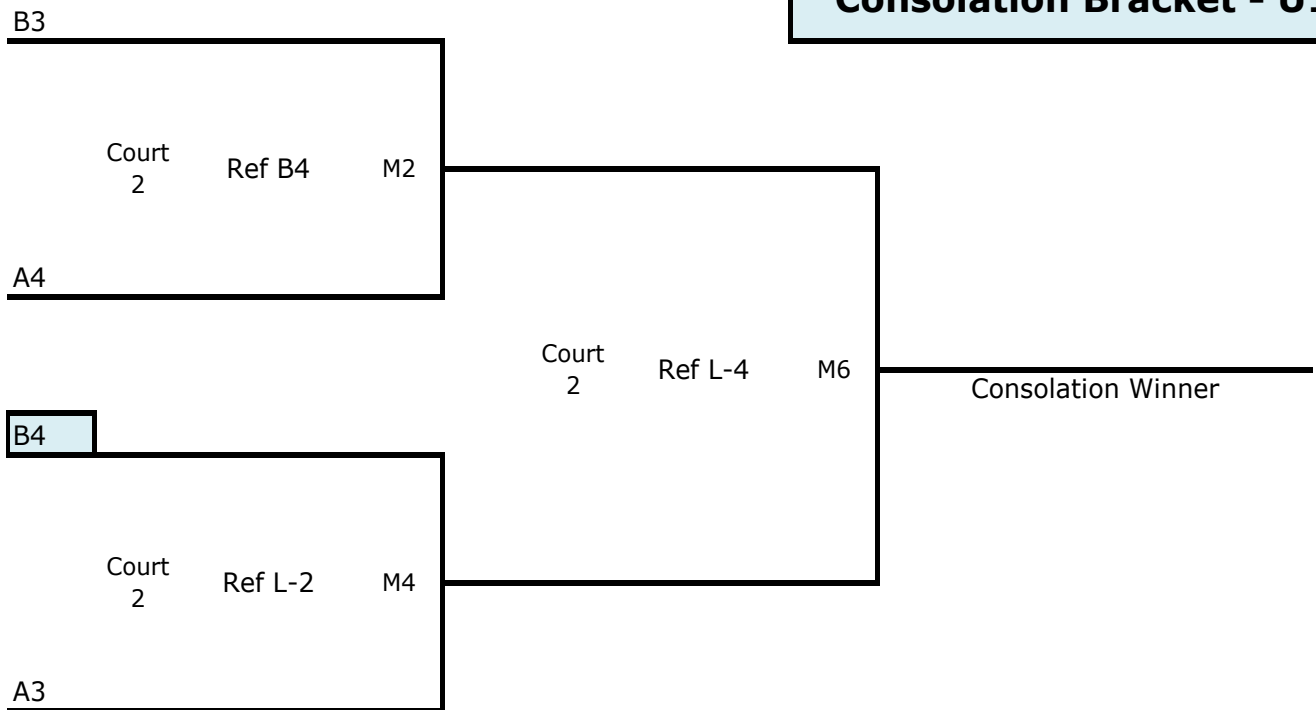 Consolation Bracket - U
B3
Court
2
Ref B4
M2
A4
Court
2
Ref L-4
M6
Consolation Winner
B4
Court
2
Ref L-2
M4
A3